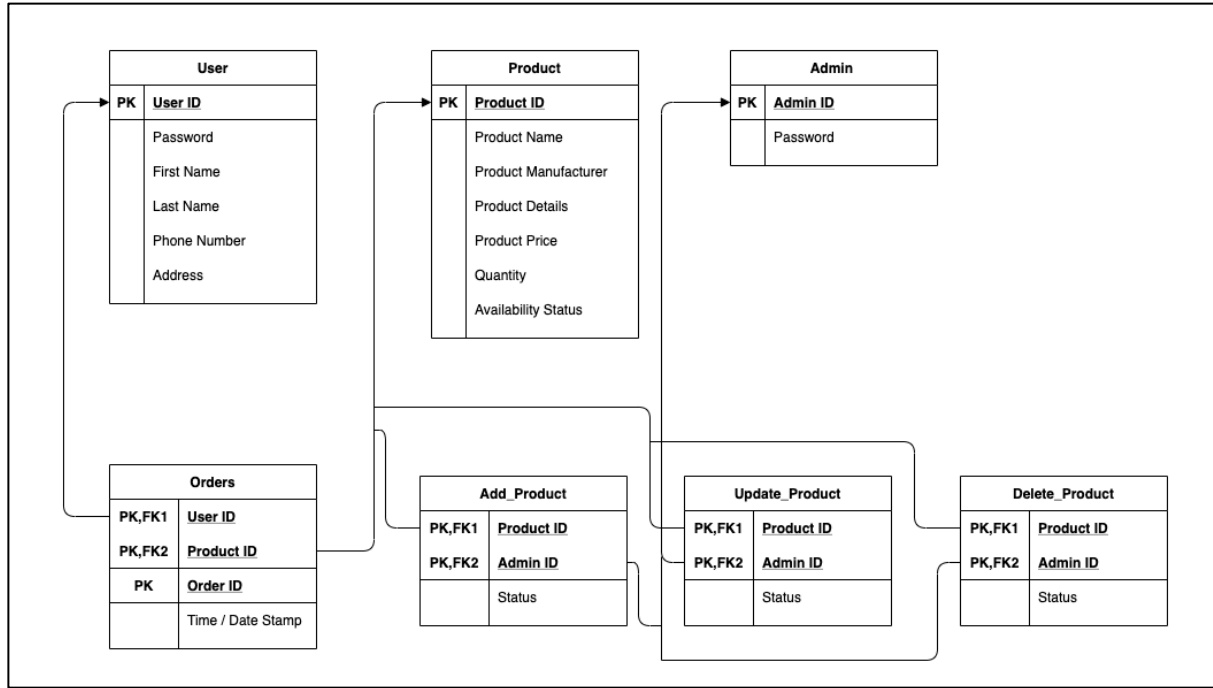 User
PK User ID
Password
First Name
Last Name
Phone Number
Address
Product
PK Product ID
Product Name
Product Manufacturer
Product Details
Product Price
Quantity
Availability Status
Admin
PK Admin ID
Password
Orders
PK,FK1 User ID
PK,FK2 Product ID
PK Order ID
Time / Date Stamp
Add_Product
PK,FK1 Product ID
PK,FK2 Admin ID
Status
Update_Product
PK,FK1 Product ID
PK,FK2 Admin ID
Status
Delete_Product
PK,FK1 Product ID
PK,FK2 Admin ID
Status